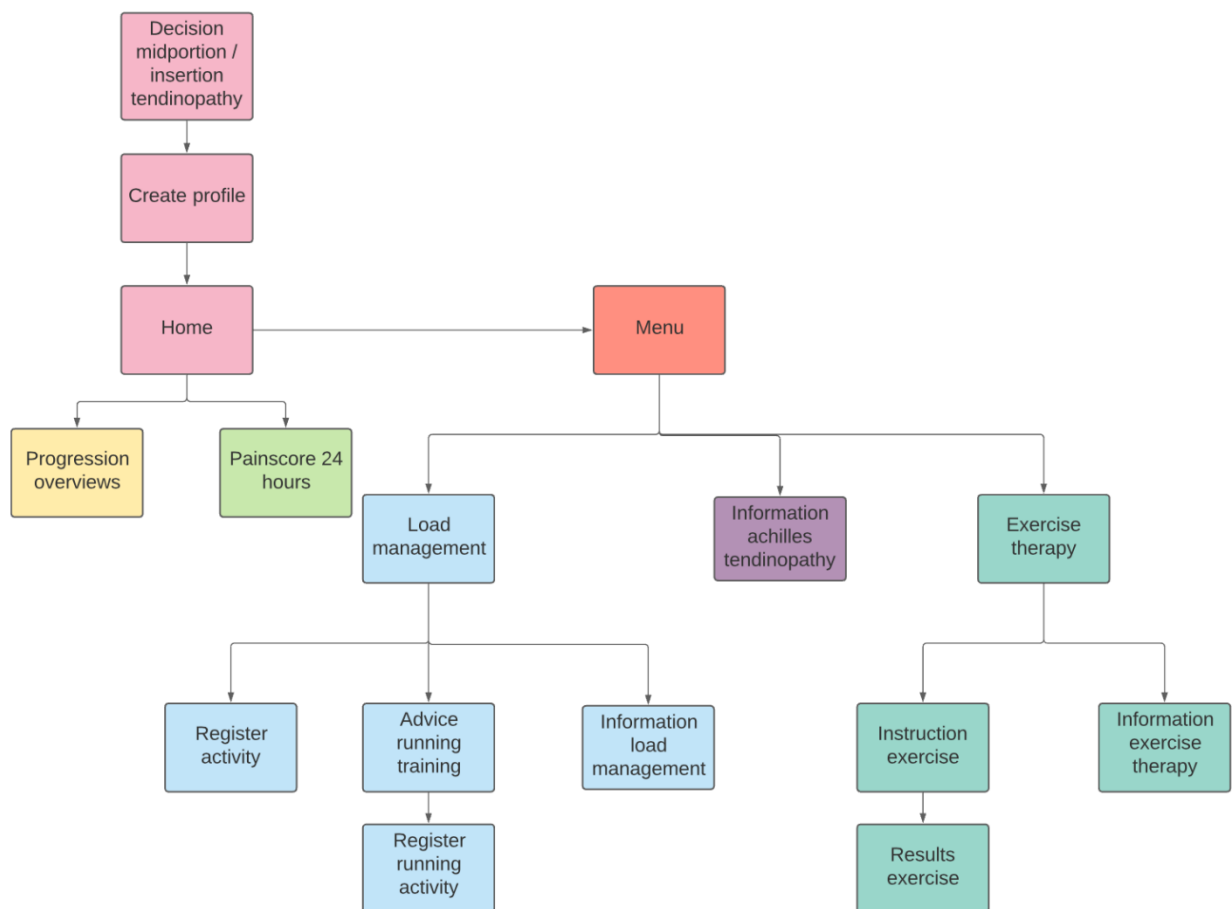 Decision
midportion /
insertion
tendinopathy
Create profile
Home
Menu
Progression
overviews
Painscore 24
hours
Load
management
Information
achilles
tendinopathy
Exercise
therapy
Register
activity
Advice
running
training
Information
load
management
Instruction
exercise
Information
exercise
therapy
Register
running
activity
Results
exercise